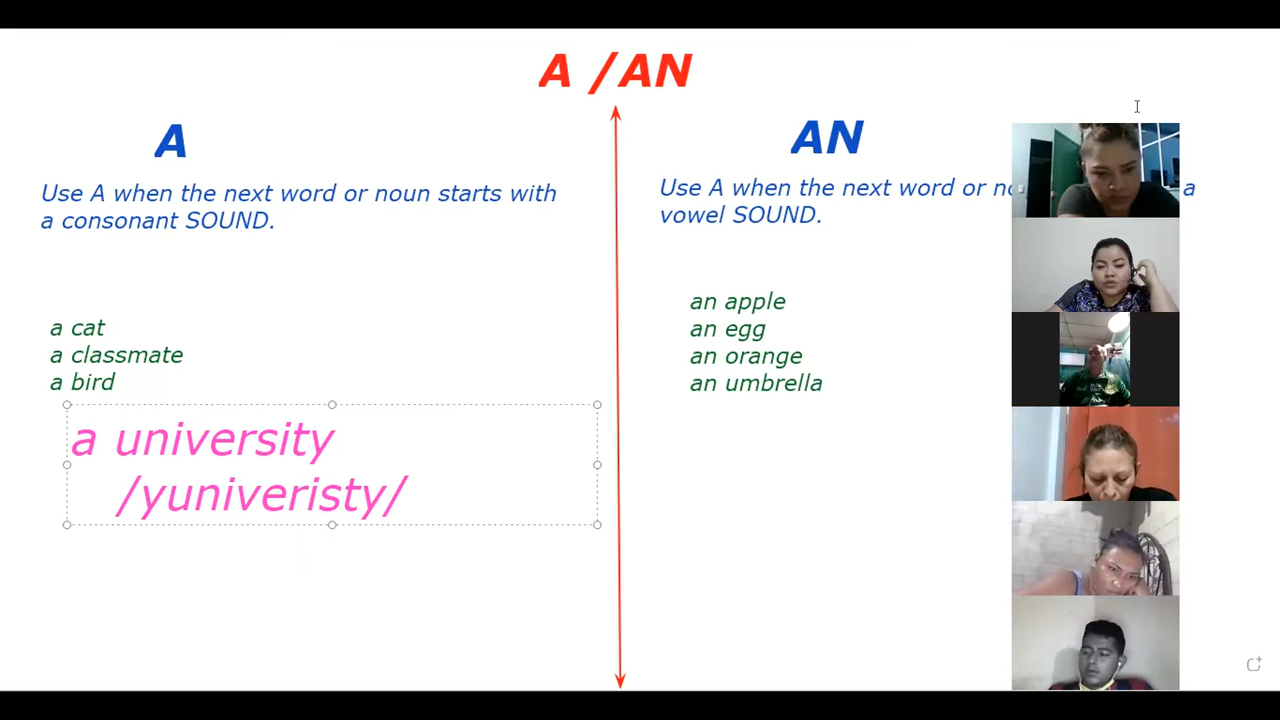 A /AN
A
Use A when the next word or noun starts with
a consonant SOUND.
a cat
a classmate
a bird
a university
/yuniveristy/
AN
Use A when the next word or a
vowel SOUND.
an apple
an egg
an orange
an umbrella